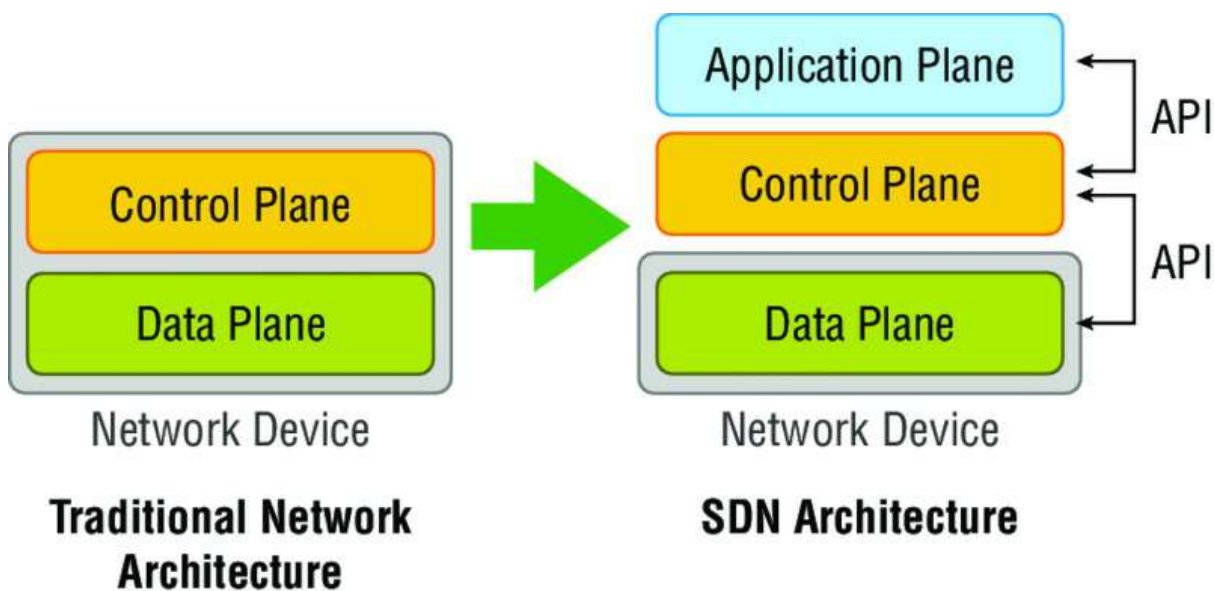 Control Plane
Data Plane
Network Device
Traditional Network
Architecture
Application Plane
Control Plane
Data Plane
API
API
Network Device
SDN Architecture